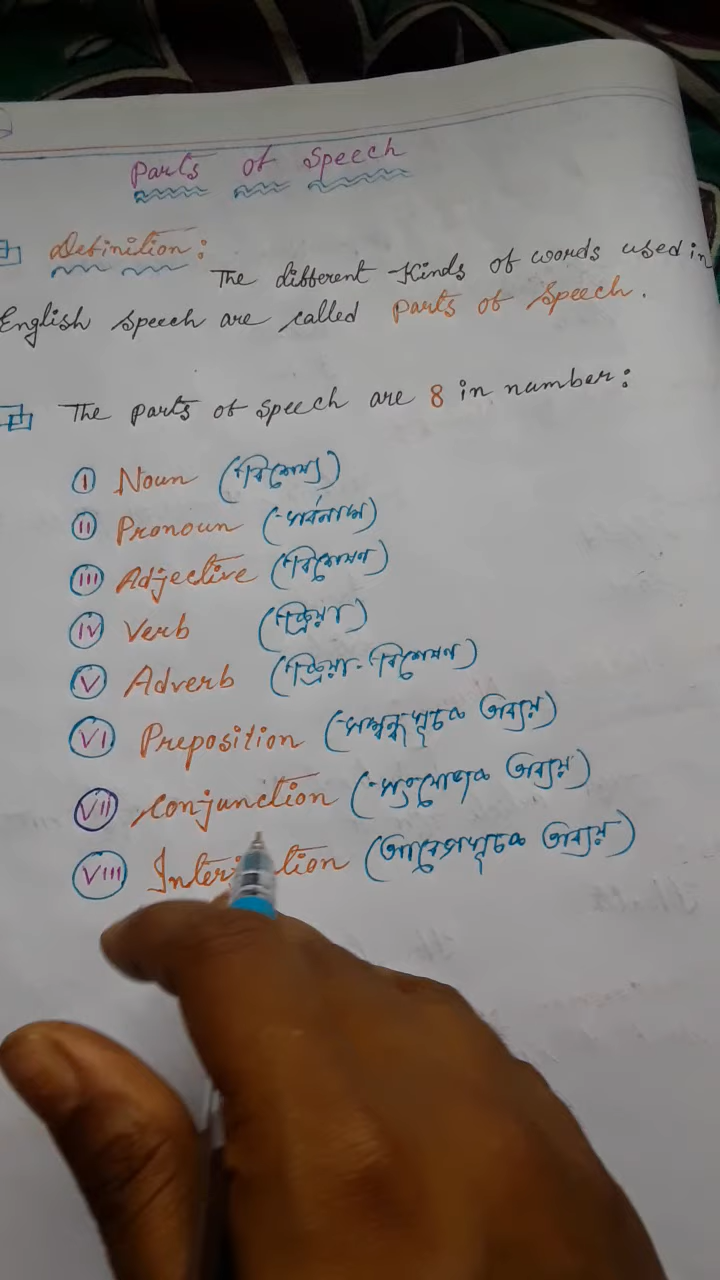 Parts of Speech
Definition:
The different kinds of words used in
English speech are called Parts of Speech.
The parts of speech are 8 in number:
I Noun (বিশেষ্য)
II Pronoun (সর্বনাম)
III Adjective (বিশেষণ)
IV Verb (ক্রিয়া)
V Adverb (ক্রিয়া-বিশেষণ)
VI Preposition (সম্বন্ধসূচক অব্যয়)
VII Conjunction (সংযোজক অব্যয়)
VIII (আবেগসূচক অব্যয়)